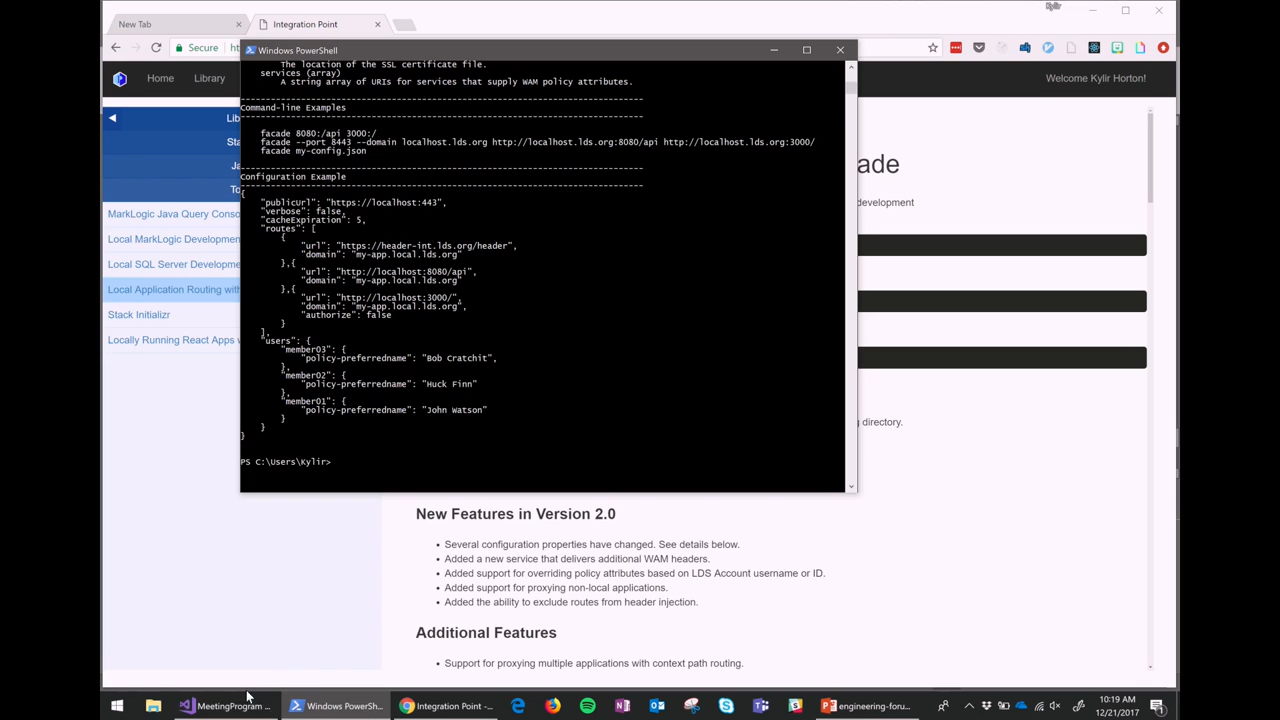 Kylir
New Tab
Integration Point
Secure
Windows PowerShell
Home
Library
Welcome Kylir Horton!
MarkLogic Java Query Conso
Local MarkLogic Developmen
Local SQL Server Developme
Local Application Routing with
Stack Initializr
Locally Running React Apps w
The location of the SSL certificate file.
services (array)
A string array of URIs for services that supply WAM policy attributes.
Command-line Examples
facade 8080:/api 3000:/
facade --port 8443 --domain localhost.lds.org http://localhost.lds.org:8080/api http://localhost.lds.org:3000/
facade my-config.json
Configuration Example
{
"publicUrl": "https://localhost:443",
"verbose": false,
"cacheExpiration": 5,
"routes": [
{
"url": "https://header-int.lds.org/header",
"domain": "my-app.local.lds.org"
},{
"url": "http://localhost:8080/api",
"domain": "my-app.local.lds.org"
},{
"url": "http://localhost:3000/",
"domain": "my-app.local.lds.org",
"authorize": false
}
],
"users": {
"member03": {
"policy-preferredname": "Bob Cratchit",
},
"member02": {
"policy-preferredname": "Huck Finn"
},
"member01": {
"policy-preferredname": "John Watson"
}
}
}
PS C:\Users\Kylir>
ade
development
g directory.
New Features in Version 2.0
Several configuration properties have changed. See details below.
Added a new service that delivers additional WAM headers.
Added support for overriding policy attributes based on LDS Account username or ID.
Added support for proxying non-local applications.
Added the ability to exclude routes from header injection.
Additional Features
Support for proxying multiple applications with context path routing.
MeetingProgram ...
Windows PowerSh...
Integration Point -...
engineering-foru...
10:19 AM
12/21/2017